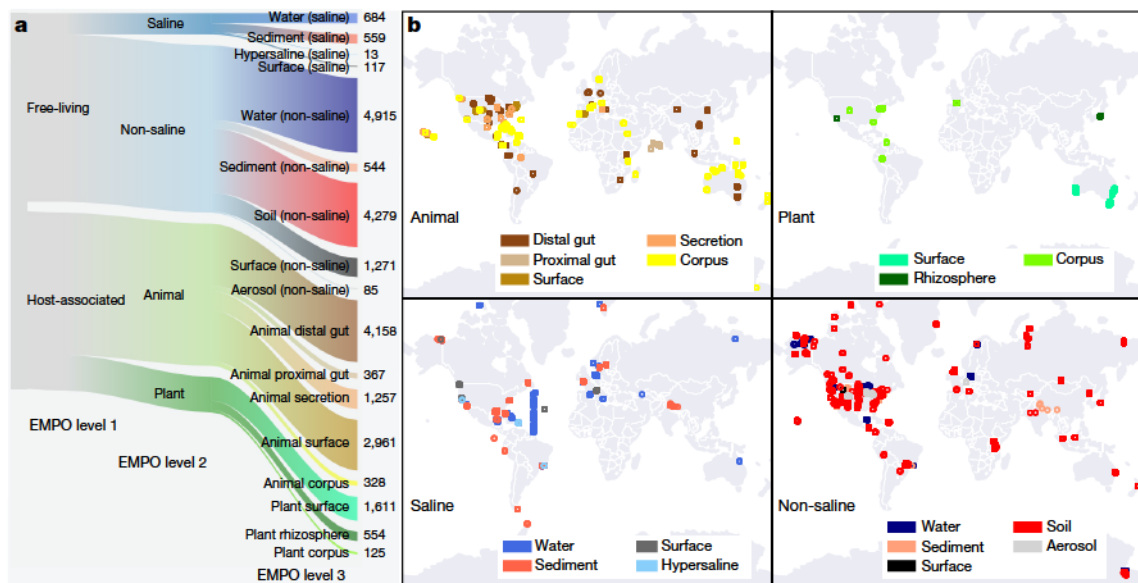 a
Saline
Water (saline) 684
Sediment (saline) 559
Hypersaline (saline) 13
Surface (saline) 117
Free-living
Non-saline
Water (non-saline) 4,915
Sediment (non-saline) 544
Soil (non-saline) 4,279
Surface (non-saline) 1,271
Aerosol (non-saline) 85
Host-associated
Animal
Animal distal gut 4,158
Animal proximal gut 367
Plant
Animal secretion 1,257
EMPO level 1
Animal surface 2,961
EMPO level 2
Animal corpus 328
Plant surface 1,611
Plant rhizosphere 554
Plant corpus 125
EMPO level 3
b
Animal
Distal gut Secretion
Proximal gut Corpus
Surface
Plant
Surface Corpus
Rhizosphere
Saline
Water Surface
Sediment Hypersaline
Non-saline
Water Soil
Sediment Aerosol
Surface